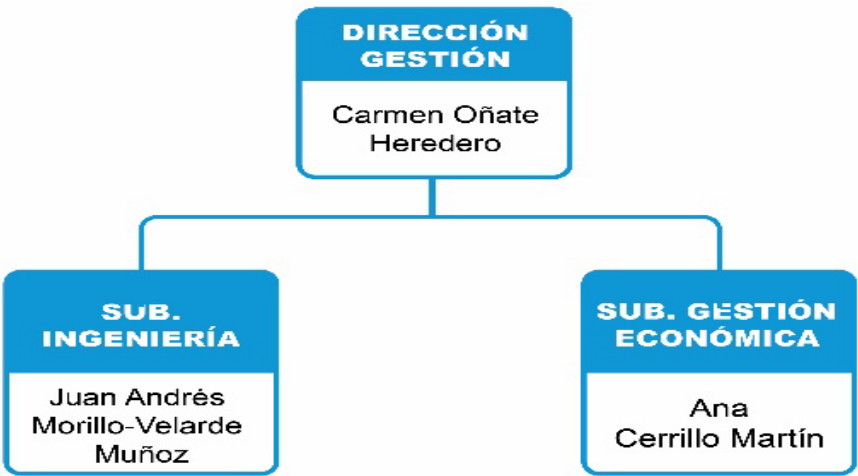 DIRECCIÓN
GESTIÓN
Carmen Oñate
Heredero
SUB.
INGENIERÍA
Juan Andrés
Morillo-Velarde
Muñoz
SUB. GESTIÓN
ECONÓMICA
Ana
Cerrillo Martín